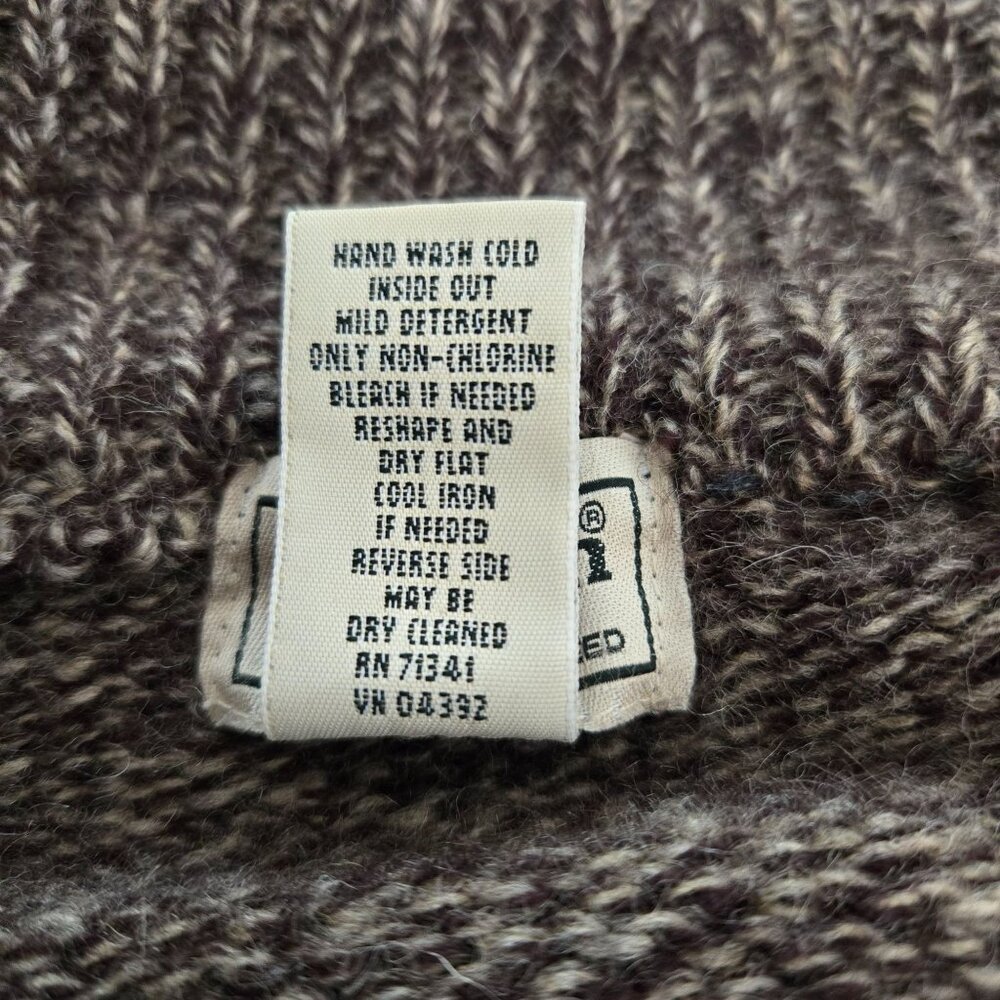 HAND WASH COLD
INSIDE OUT
MILD DETERGENT
ONLY NON-CHLORINE
BLEACH IF NEEDED
RESHAPE AND
DRY FLAT
COOL IRON
IF NEEDED
REVERSE SIDE
MAY BE
DRY CLEANED
RN 71341
VN 04392